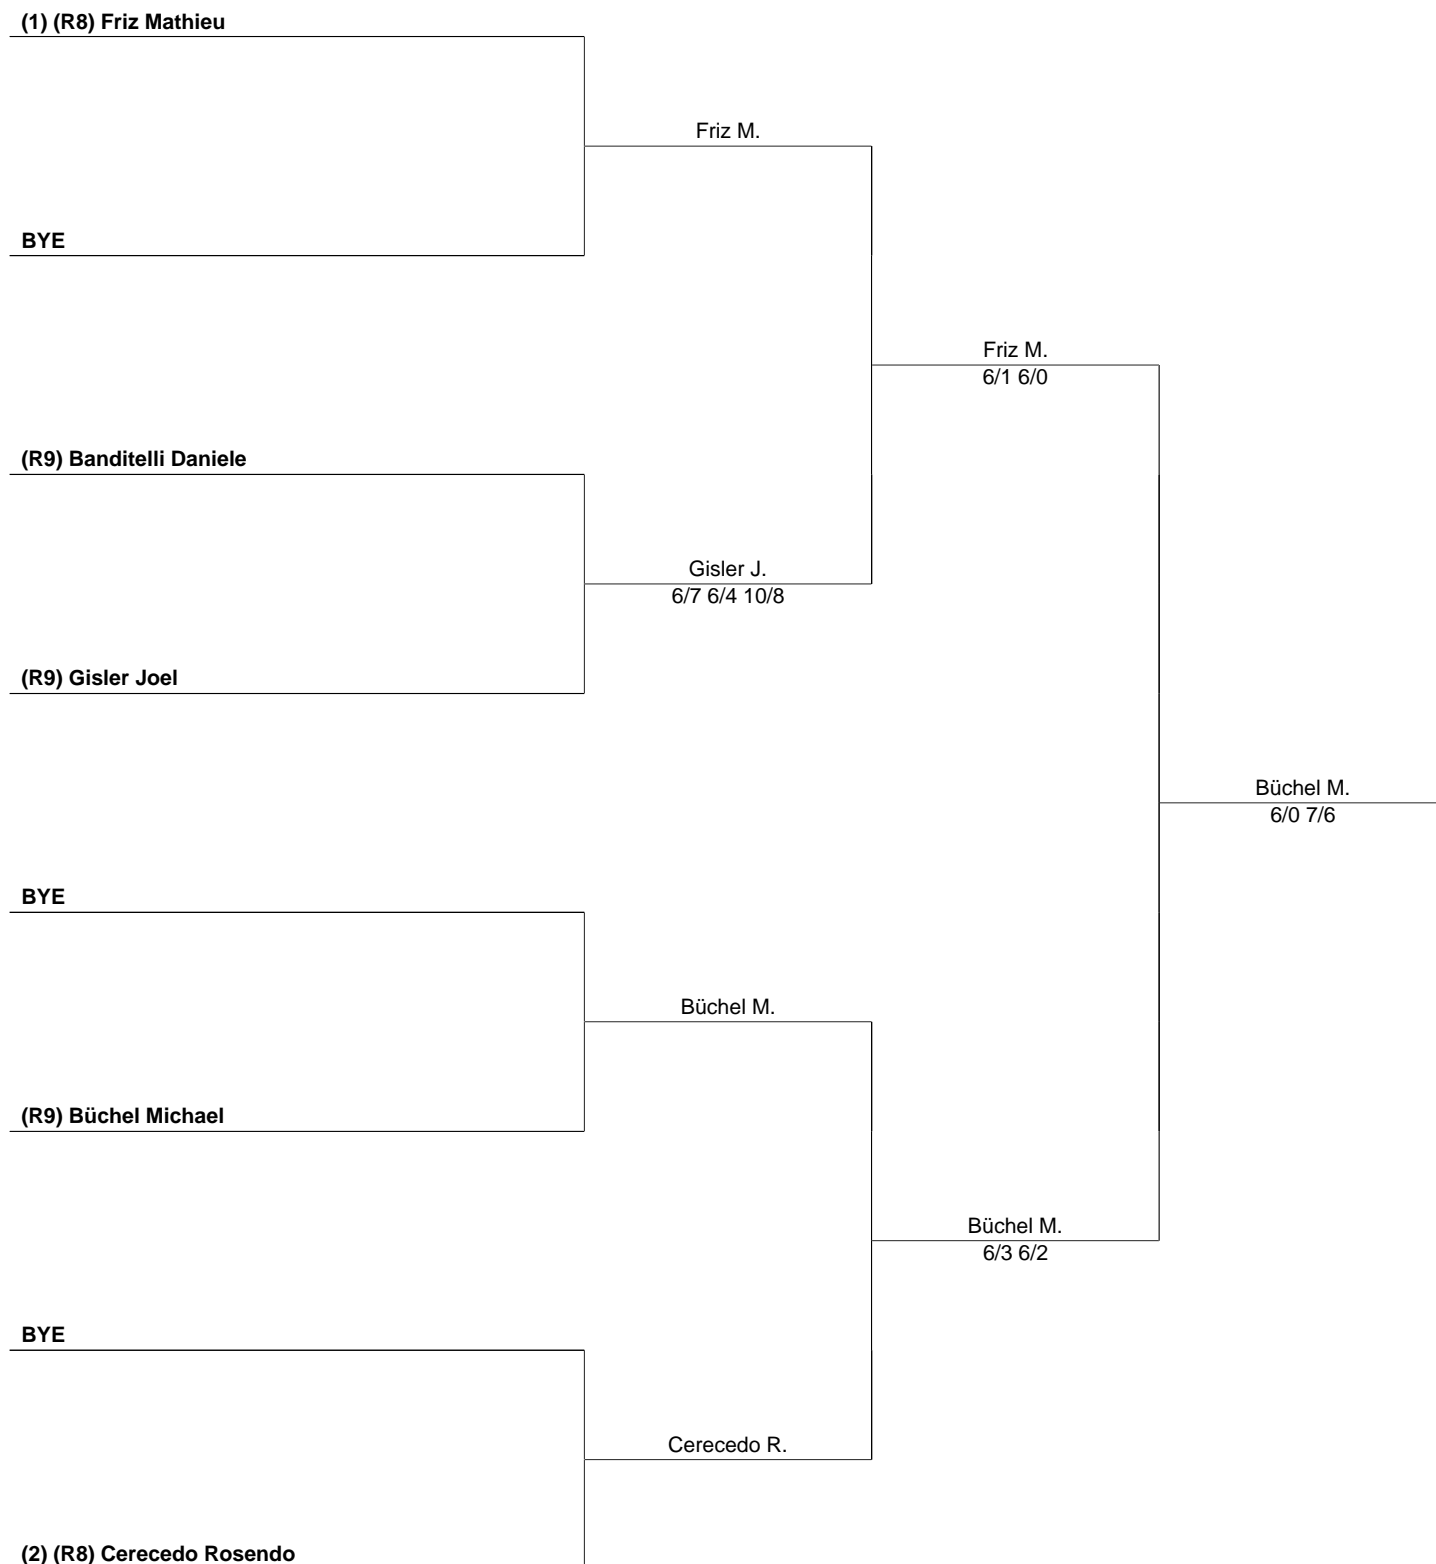 (1) (R8) Friz Mathieu
Friz M.
BYE
Friz M.
6/1 6/0
(R9) Banditelli Daniele
Gisler J.
6/7 6/4 10/8
(R9) Gisler Joel
Büchel M.
6/0 7/6
BYE
Büchel M.
(R9) Büchel Michael
Büchel M.
6/3 6/2
BYE
Cerecedo R.
(2) (R8) Cerecedo Rosendo